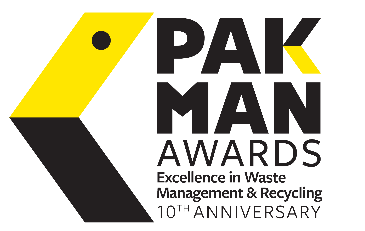 PAK
MAN
AWARDS
Excellence in Waste
Management & Recycling
10TH ANNIVERSARY